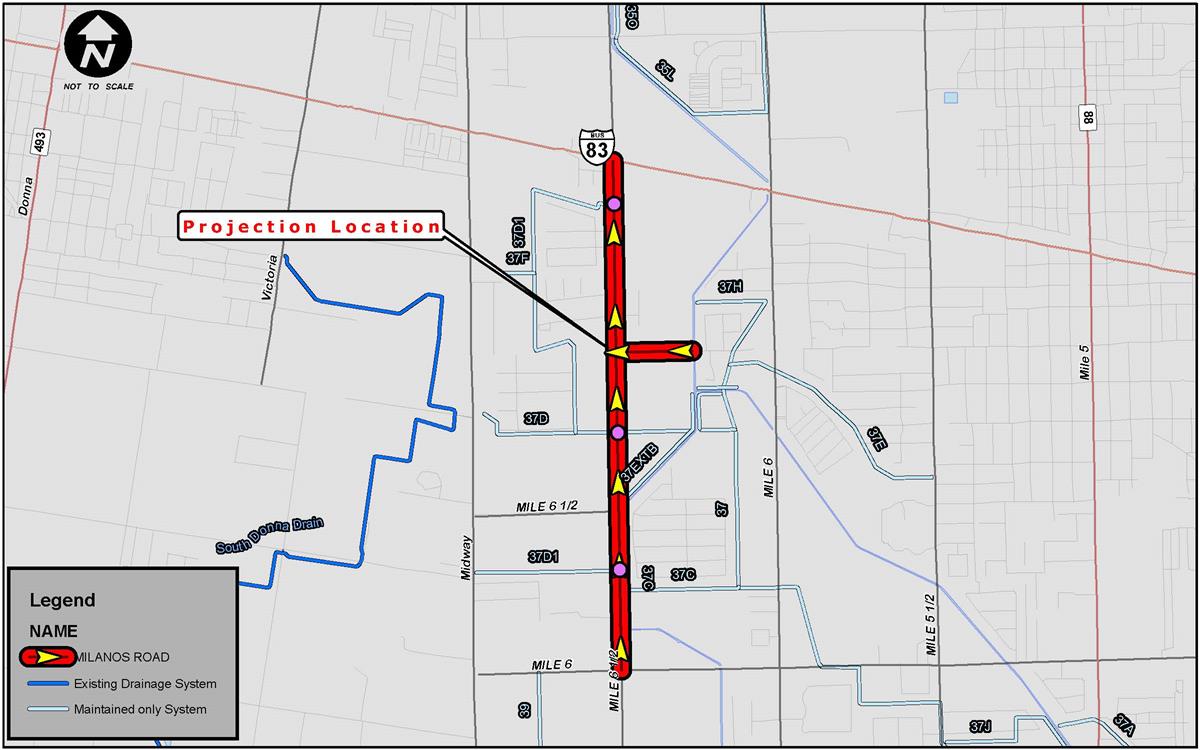 N
NOT TO SCALE
35O
35L
BUS
83
493
88
Donna
Projection Location
37D1
37F
Victoria
37H
Mile 5
37D
37E
37EXTB
MILE 6
MILE 6 1/2
37
South Donna Drain
37D1
Midway
37C
37C
MILE 5 1/2
MILE 6
MILE 6 1/2
39
37J
37A
Legend
NAME
MILANOS ROAD
Existing Drainage System
Maintained only System